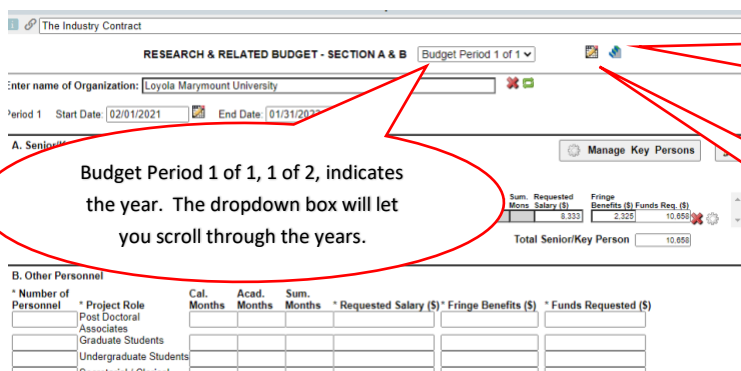 The Industry Contract
RESEARCH & RELATED BUDGET - SECTION A & B Budget Period 1 of 1
Enter name of Organization: Loyola Marymount University
Period 1 Start Date: 02/01/2021 End Date: 01/31/202
A. Senior/K
Manage Key Persons
Budget Period 1 of 1, 1 of 2, indicates
the year. The dropdown box will let
you scroll through the years.
Sum. Requested Fringe
Mons Salary ($) Benefits ($) Funds Req. ($)
8,333 2,325 10,658
Total Senior/Key Person 10,658
B. Other Personnel
* Number of Cal. Acad. Sum.
Personnel * Project Role Months Months Months * Requested Salary ($) * Fringe Benefits ($) * Funds Requested ($)
Post Doctoral
Associates
Graduate Students
Undergraduate Students